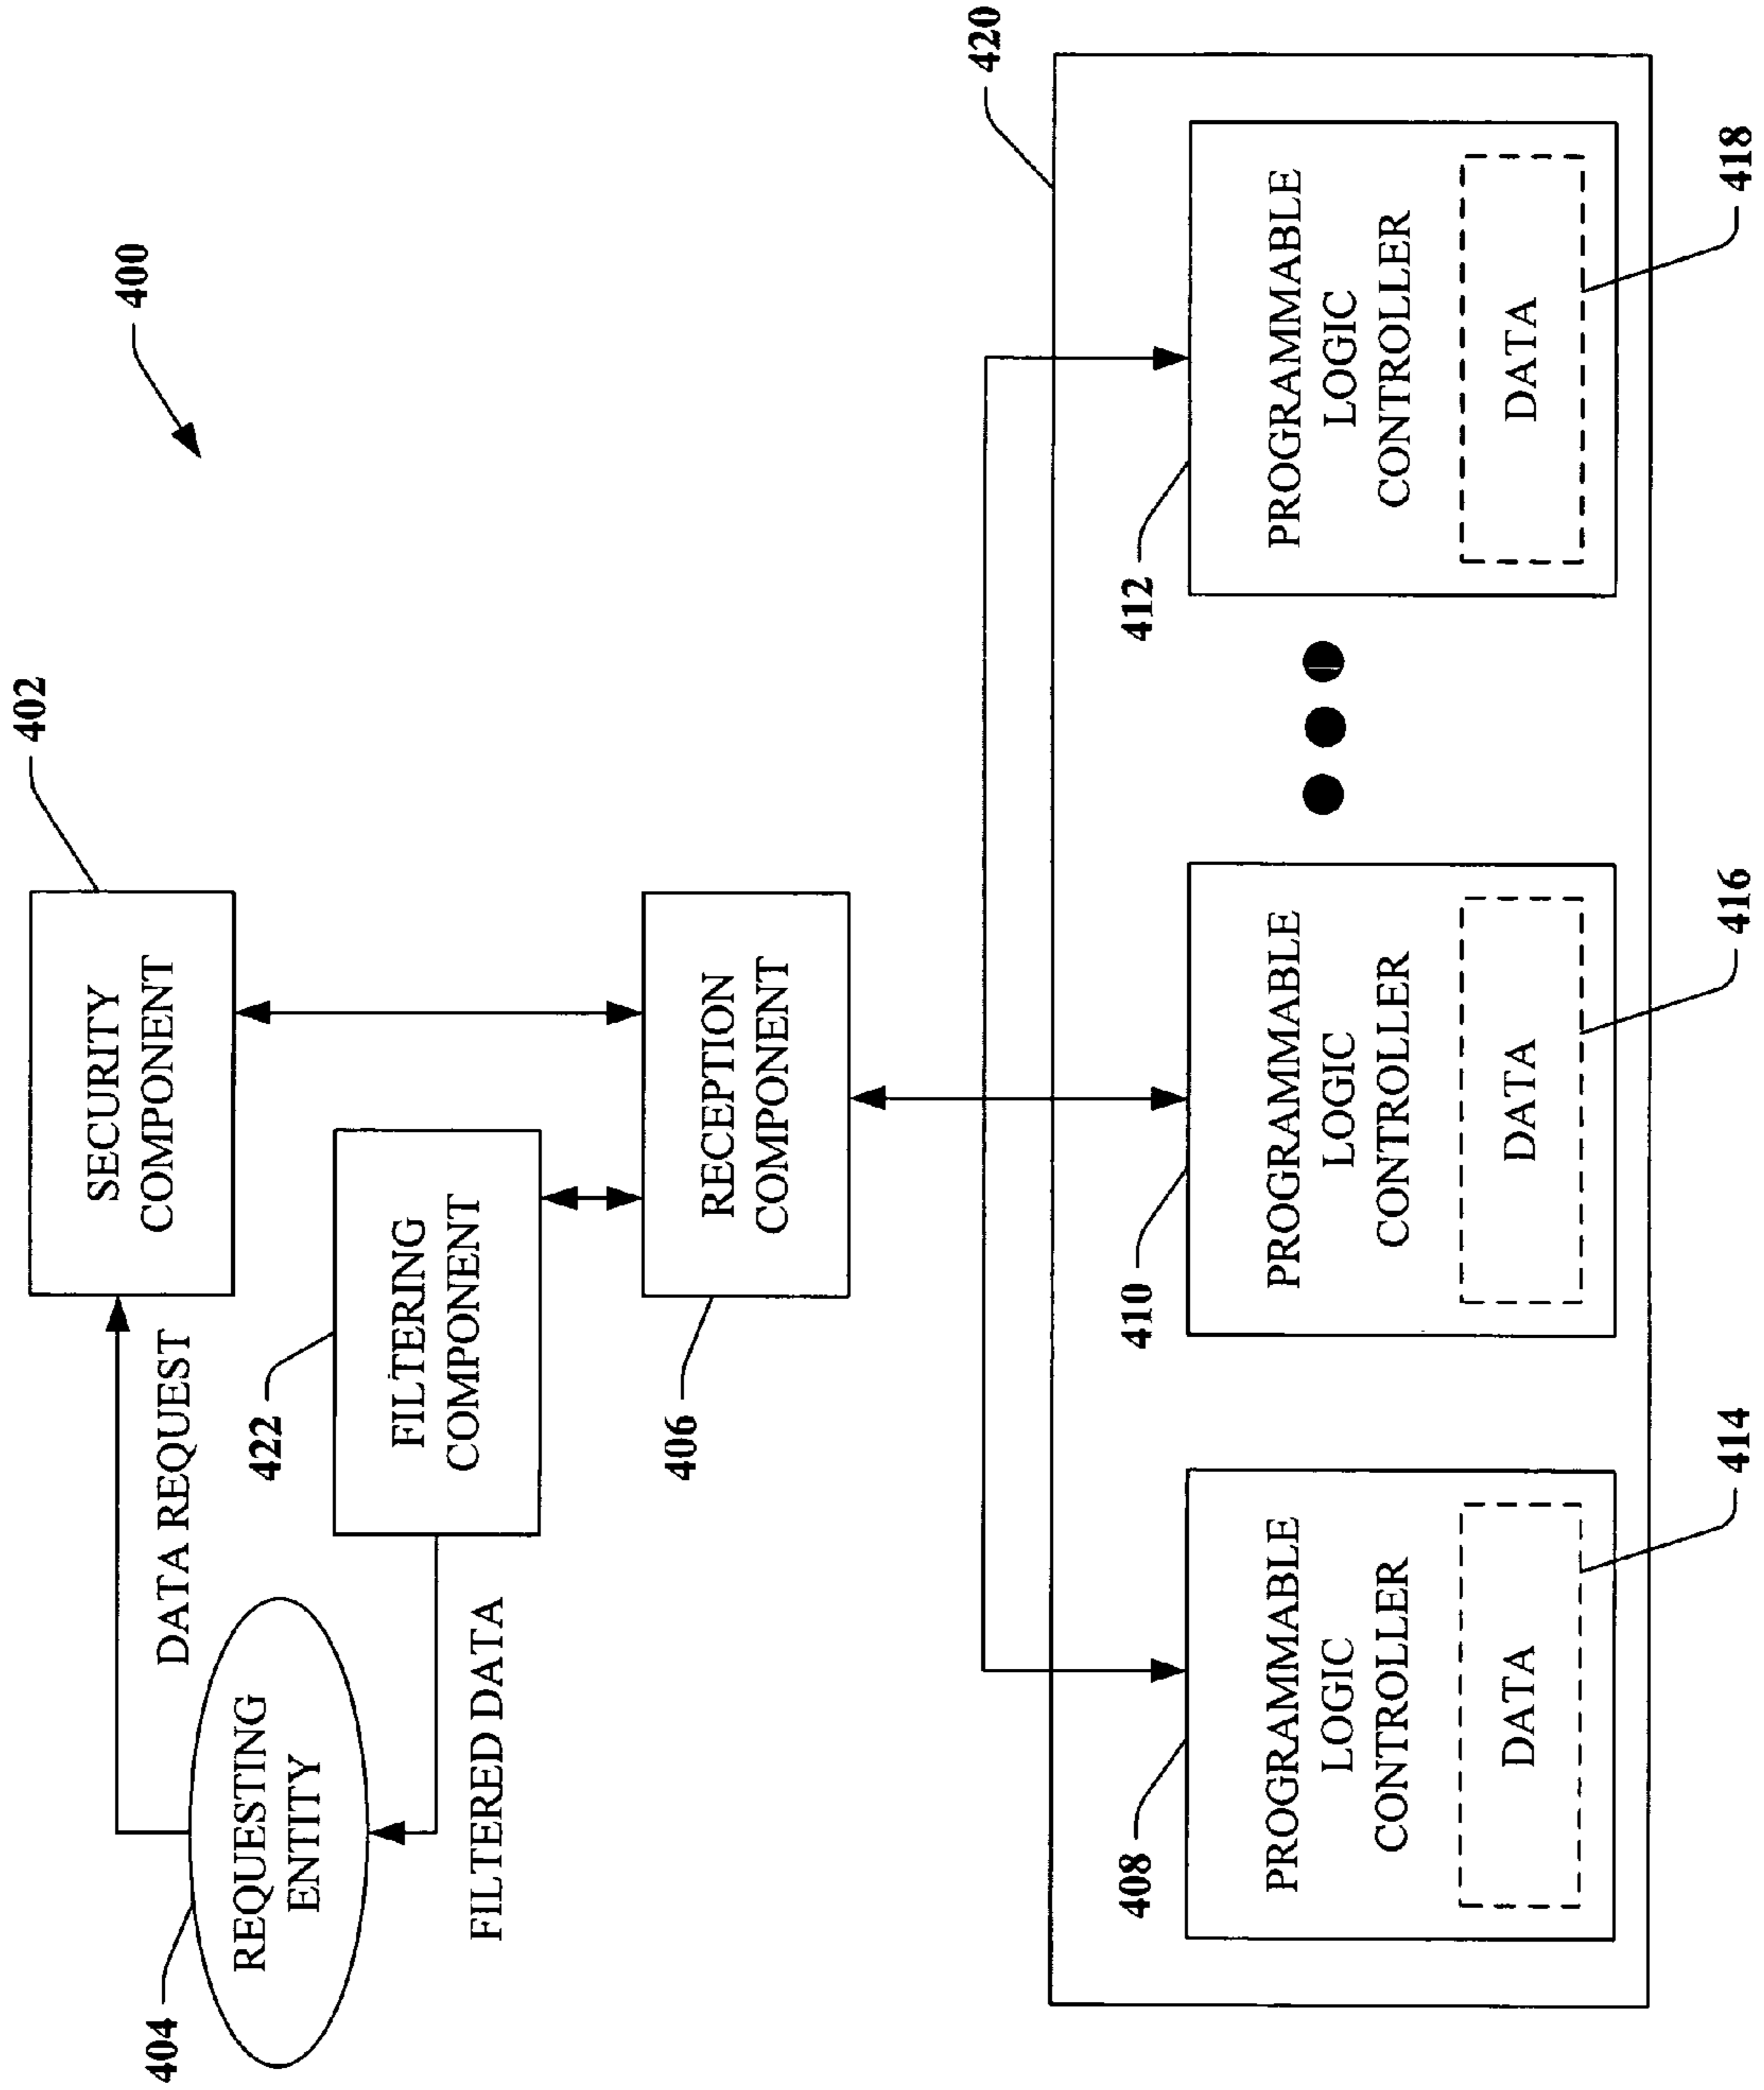 400
402
SECURITY
COMPONENT
DATA REQUEST
404
REQUESTING
ENTITY
422
FILTERING
COMPONENT
FILTERED DATA
406
RECEPTION
COMPONENT
420
408
PROGRAMMABLE
LOGIC
CONTROLLER
DATA
414
410
PROGRAMMABLE
LOGIC
CONTROLLER
DATA
416
412
PROGRAMMABLE
LOGIC
CONTROLLER
DATA
418